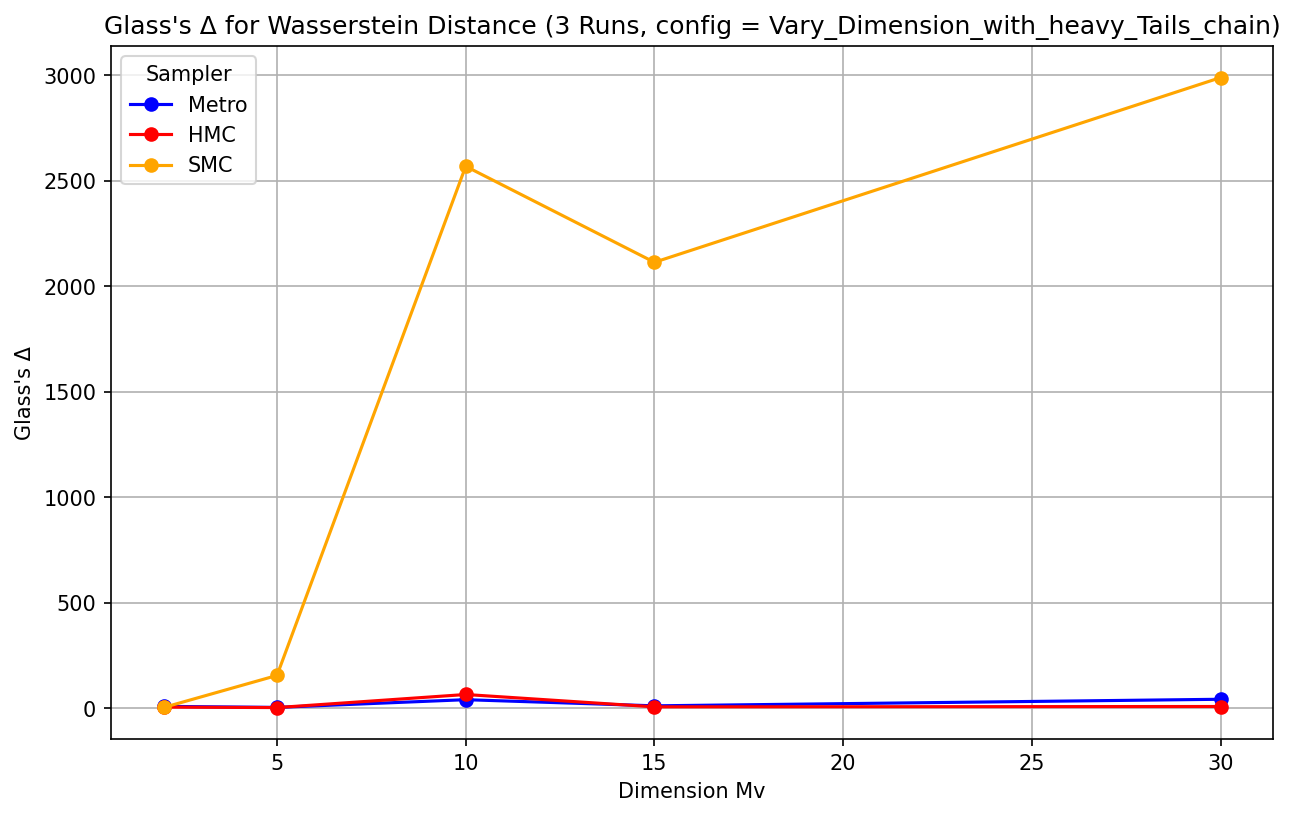 Glass's Δ for Wasserstein Distance (3 Runs, config = Vary_Dimension_with_heavy_Tails_chain)
Sampler
Metro
HMC
SMC
3000
2500
2000
1500
1000
500
0
Glass's Δ
5 10 15 20 25 30
Dimension Mv